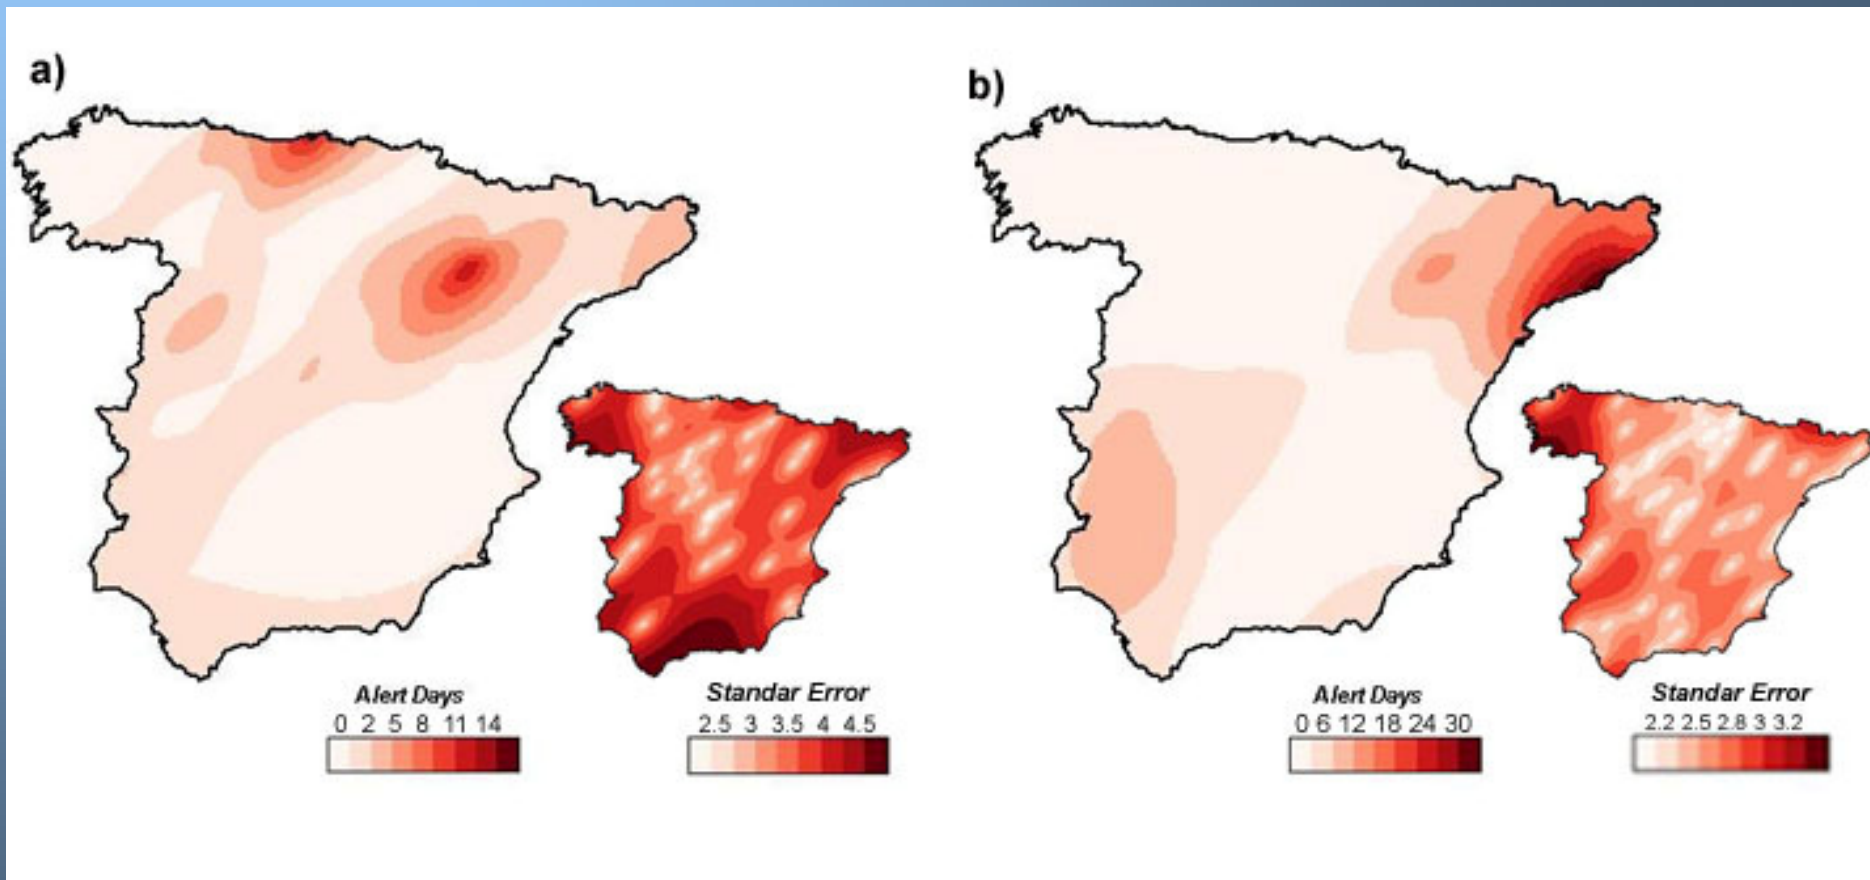 a)
b)
Alert Days
0 2 5 8 11 14
Standar Error
2.5 3 3.5 4 4.5
Alert Days
0 6 12 18 24 30
Standar Error
2.2 2.5 2.8 3 3.2